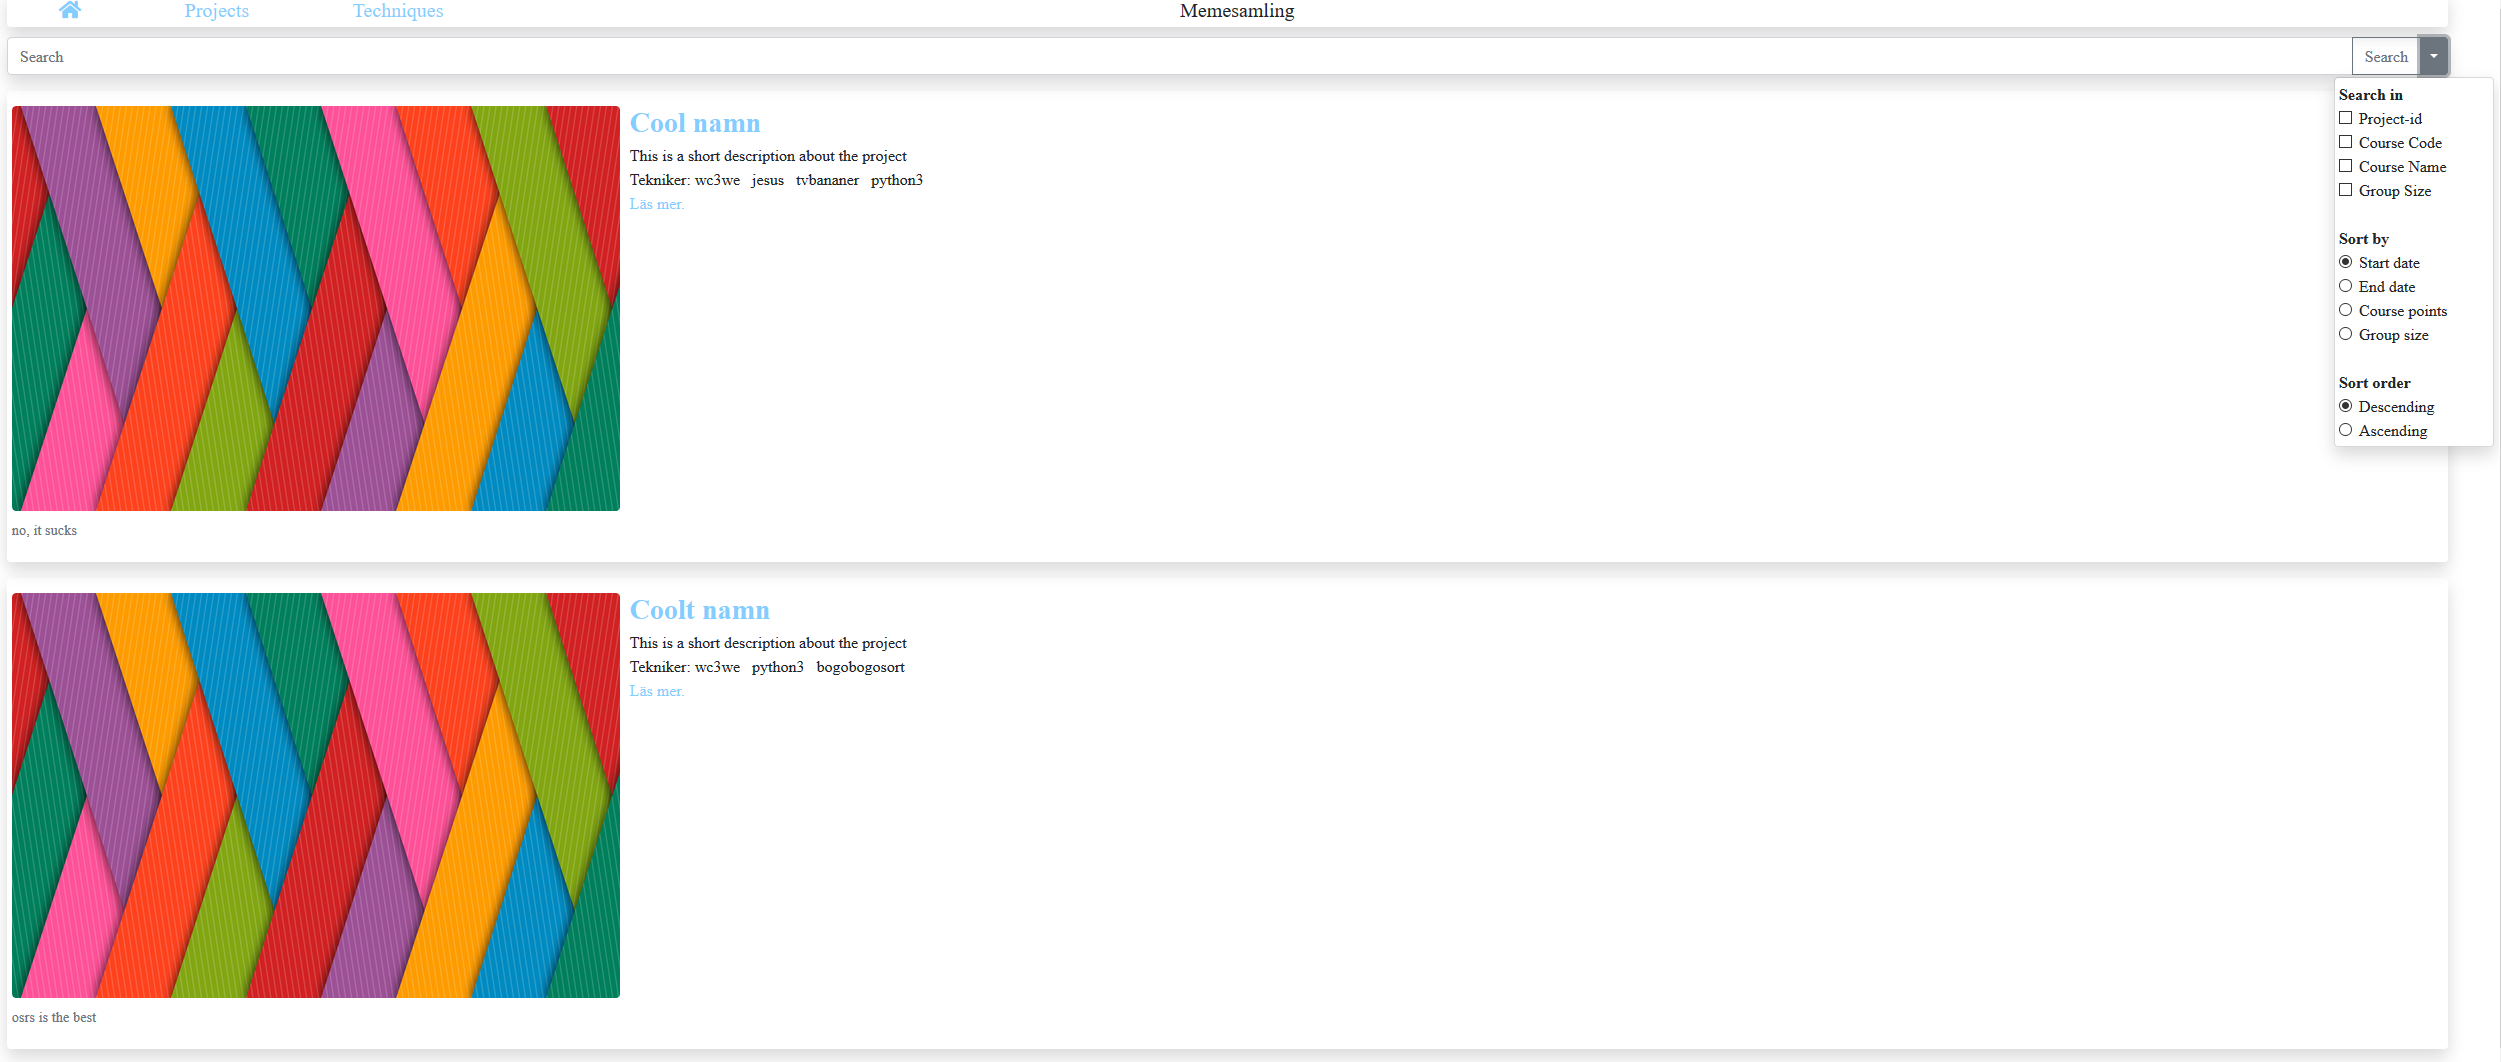 Projects Techniques Memesamling
Search Search
Search in
Project-id
Course Code
Course Name
Group Size
Sort by
Start date
End date
Course points
Group size
Sort order
Descending
Ascending
Cool namn
This is a short description about the project
Tekniker: wc3we jesus tvbananer python3
Läs mer.
no, it sucks
Coolt namn
This is a short description about the project
Tekniker: wc3we python3 bogobogosort
Läs mer.
osrs is the best